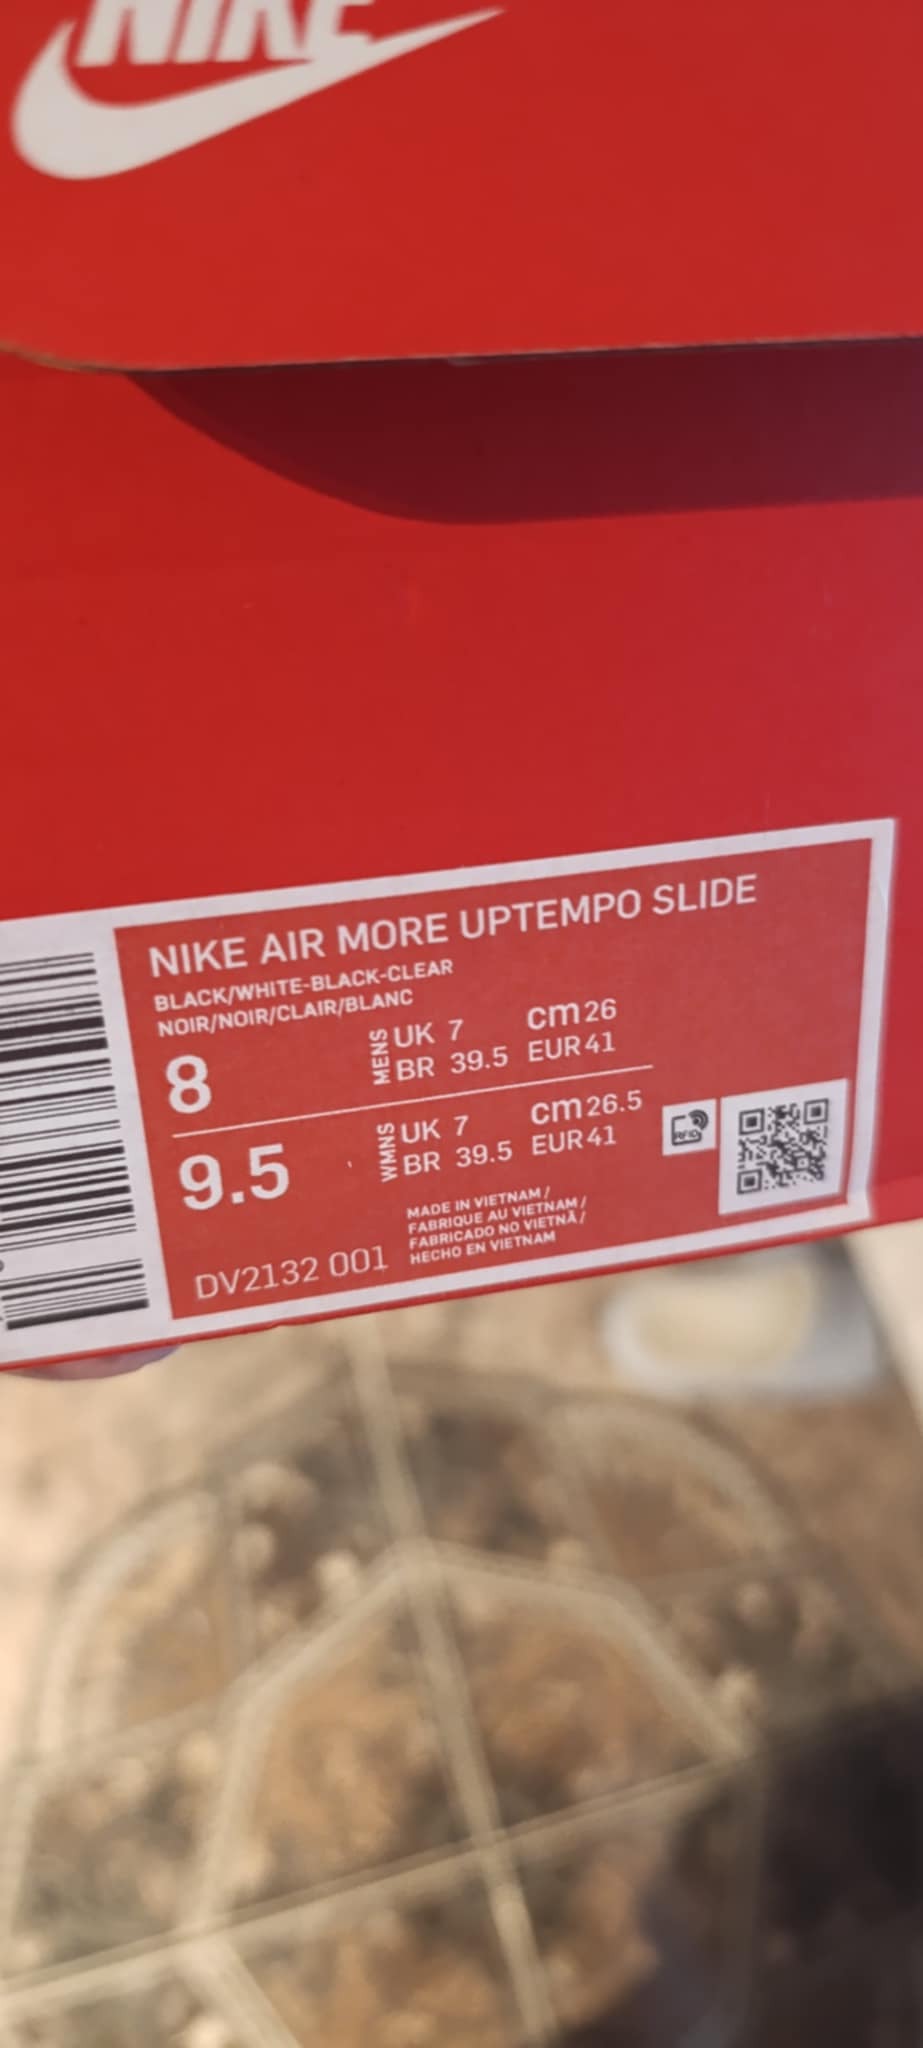 NIKE
NIKE AIR MORE UPTEMPO SLIDE
BLACK/WHITE-BLACK-CLEAR
NOIR/NOIR/CLAIR/BLANC
8
MENS
UK 7 cm 26
BR 39.5 EUR 41
9.5
WMNS
UK 7 cm 26.5
BR 39.5 EUR 41
RFID
MADE IN VIETNAM /
FABRIQUE AU VIETNAM /
FABRICADO NO VIETNÃ /
HECHO EN VIETNAM
DV2132 001